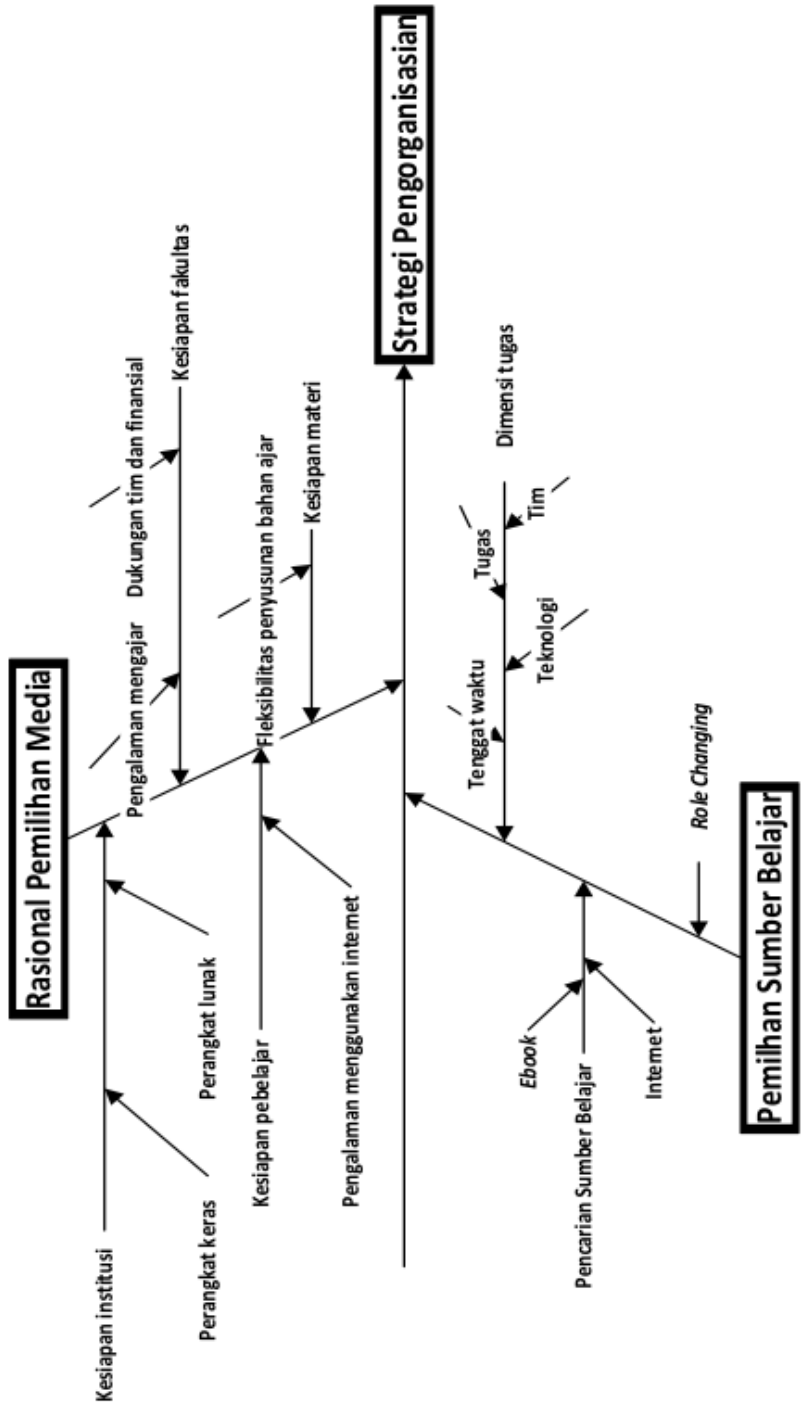 Rasional Pemilihan Media
Kesiapan institusi
Perangkat keras
Perangkat lunak
Pengalaman mengajar
Dukungan tim dan finansial
Kesiapan fakultas
Kesiapan pebelajar
Pengalaman menggunakan internet
Fleksibilitas penyusunan bahan ajar
Kesiapan materi
Strategi Pengorganisasian
Tenggat waktu
Tugas
Teknologi
Tim
Dimensi tugas
Ebook
Pencarian Sumber Belajar
Internet
Role Changing
Pemilhan Sumber Belajar